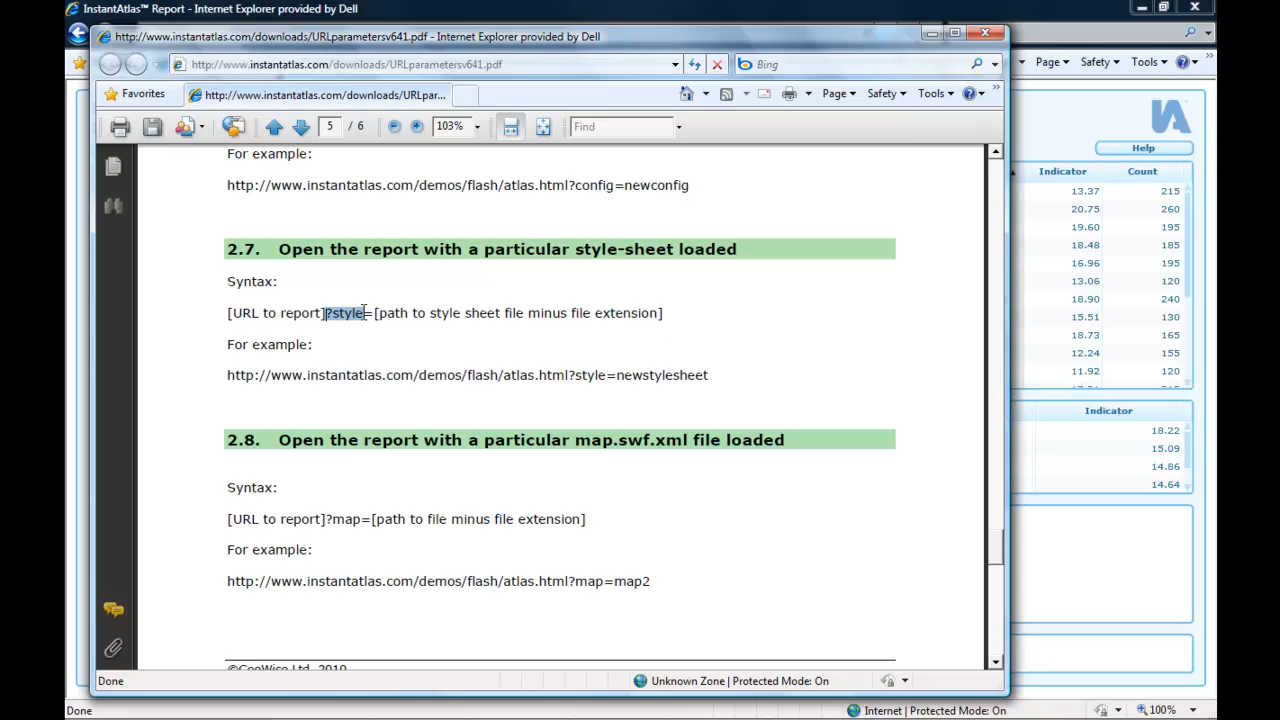 InstantAtlas™ Report - Internet Explorer provided by Dell
http://www.instantatlas.com/downloads/URLparametersv641.pdf - Internet Explorer provided by Dell
http://www.instantatlas.com/downloads/URLparametersv641.pdf
Bing
Page
Safety
Tools
Favorites
http://www.instantatlas.com/downloads/URLpar...
Page
Safety
Tools
5 / 6
103%
Find
For example:
http://www.instantatlas.com/demos/flash/atlas.html?config=newconfig
2.7. Open the report with a particular style-sheet loaded
Syntax:
[URL to report]?style=[path to style sheet file minus file extension]
For example:
http://www.instantatlas.com/demos/flash/atlas.html?style=newstylesheet
2.8. Open the report with a particular map.swf.xml file loaded
Syntax:
[URL to report]?map=[path to file minus file extension]
For example:
http://www.instantatlas.com/demos/flash/atlas.html?map=map2
Done
Unknown Zone | Protected Mode: On
IA
Help
Indicator Count
13.37 215
20.75 260
19.60 195
18.48 185
16.96 195
13.06 120
18.90 240
15.51 130
18.73 165
12.24 155
11.92 120
Indicator
18.22
15.09
14.86
14.64
Done
Internet | Protected Mode: On
100%